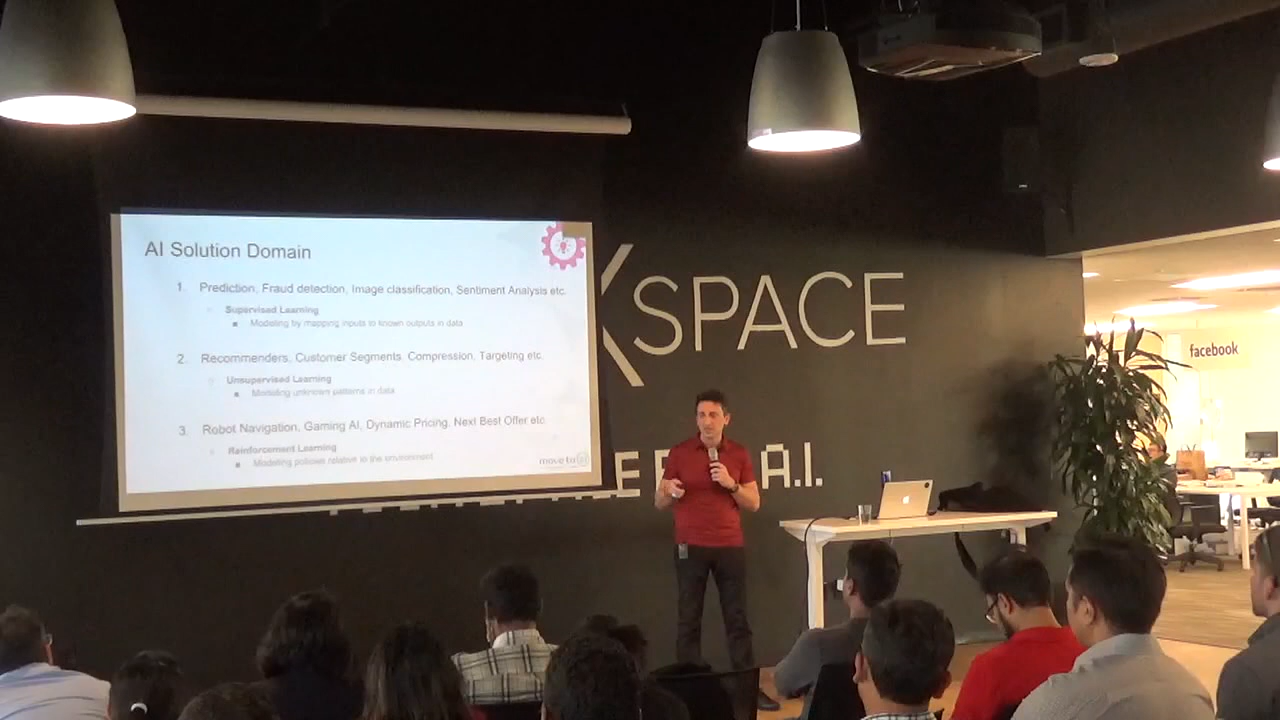 AI Solution Domain
1. Prediction, Fraud detection, Image classification, Sentiment Analysis etc.
Supervised Learning
Modeling by mapping inputs to known outputs in data
2. Recommenders, Customer Segments, Compression, Targeting etc.
Unsupervised Learning
Modeling unknown patterns in data
3. Robot Navigation, Gaming AI, Dynamic Pricing, Next Best Offer etc.
Reinforcement Learning
Modeling policies relative to the environment
move to
SPACE
A.I.
facebook